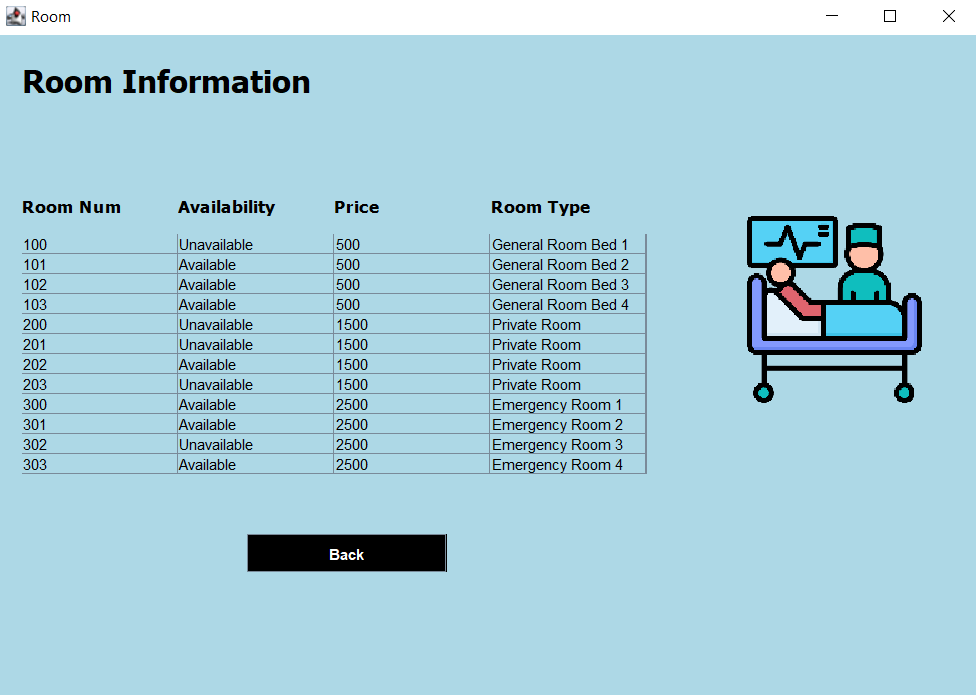 Room
Room Information
Room Num Availability Price Room Type
100 Unavailable 500 General Room Bed 1
101 Available 500 General Room Bed 2
102 Available 500 General Room Bed 3
103 Available 500 General Room Bed 4
200 Unavailable 1500 Private Room
201 Unavailable 1500 Private Room
202 Available 1500 Private Room
203 Unavailable 1500 Private Room
300 Available 2500 Emergency Room 1
301 Available 2500 Emergency Room 2
302 Unavailable 2500 Emergency Room 3
303 Available 2500 Emergency Room 4
Back